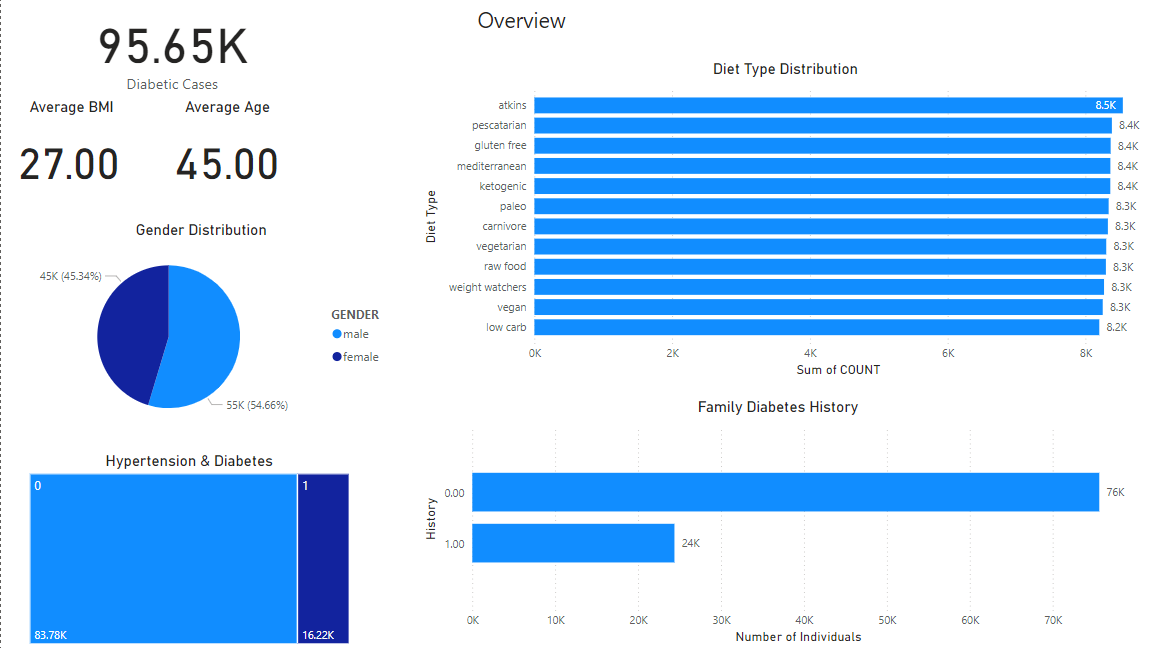 Overview
95.65K
Diabetic Cases
Average BMI
Average Age
27.00
45.00
Gender Distribution
45K (45.34%)
55K (54.66%)
GENDER
male
female
Hypertension & Diabetes
0
1
83.78K
16.22K
Diet Type Distribution
Diet Type
atkins 8.5K
pescatarian 8.4K
gluten free 8.4K
mediterranean 8.4K
ketogenic 8.4K
paleo 8.3K
carnivore 8.3K
vegetarian 8.3K
raw food 8.3K
weight watchers 8.3K
vegan 8.3K
low carb 8.2K
0K 2K 4K 6K 8K
Sum of COUNT
Family Diabetes History
History
0.00 76K
1.00 24K
0K 10K 20K 30K 40K 50K 60K 70K
Number of Individuals